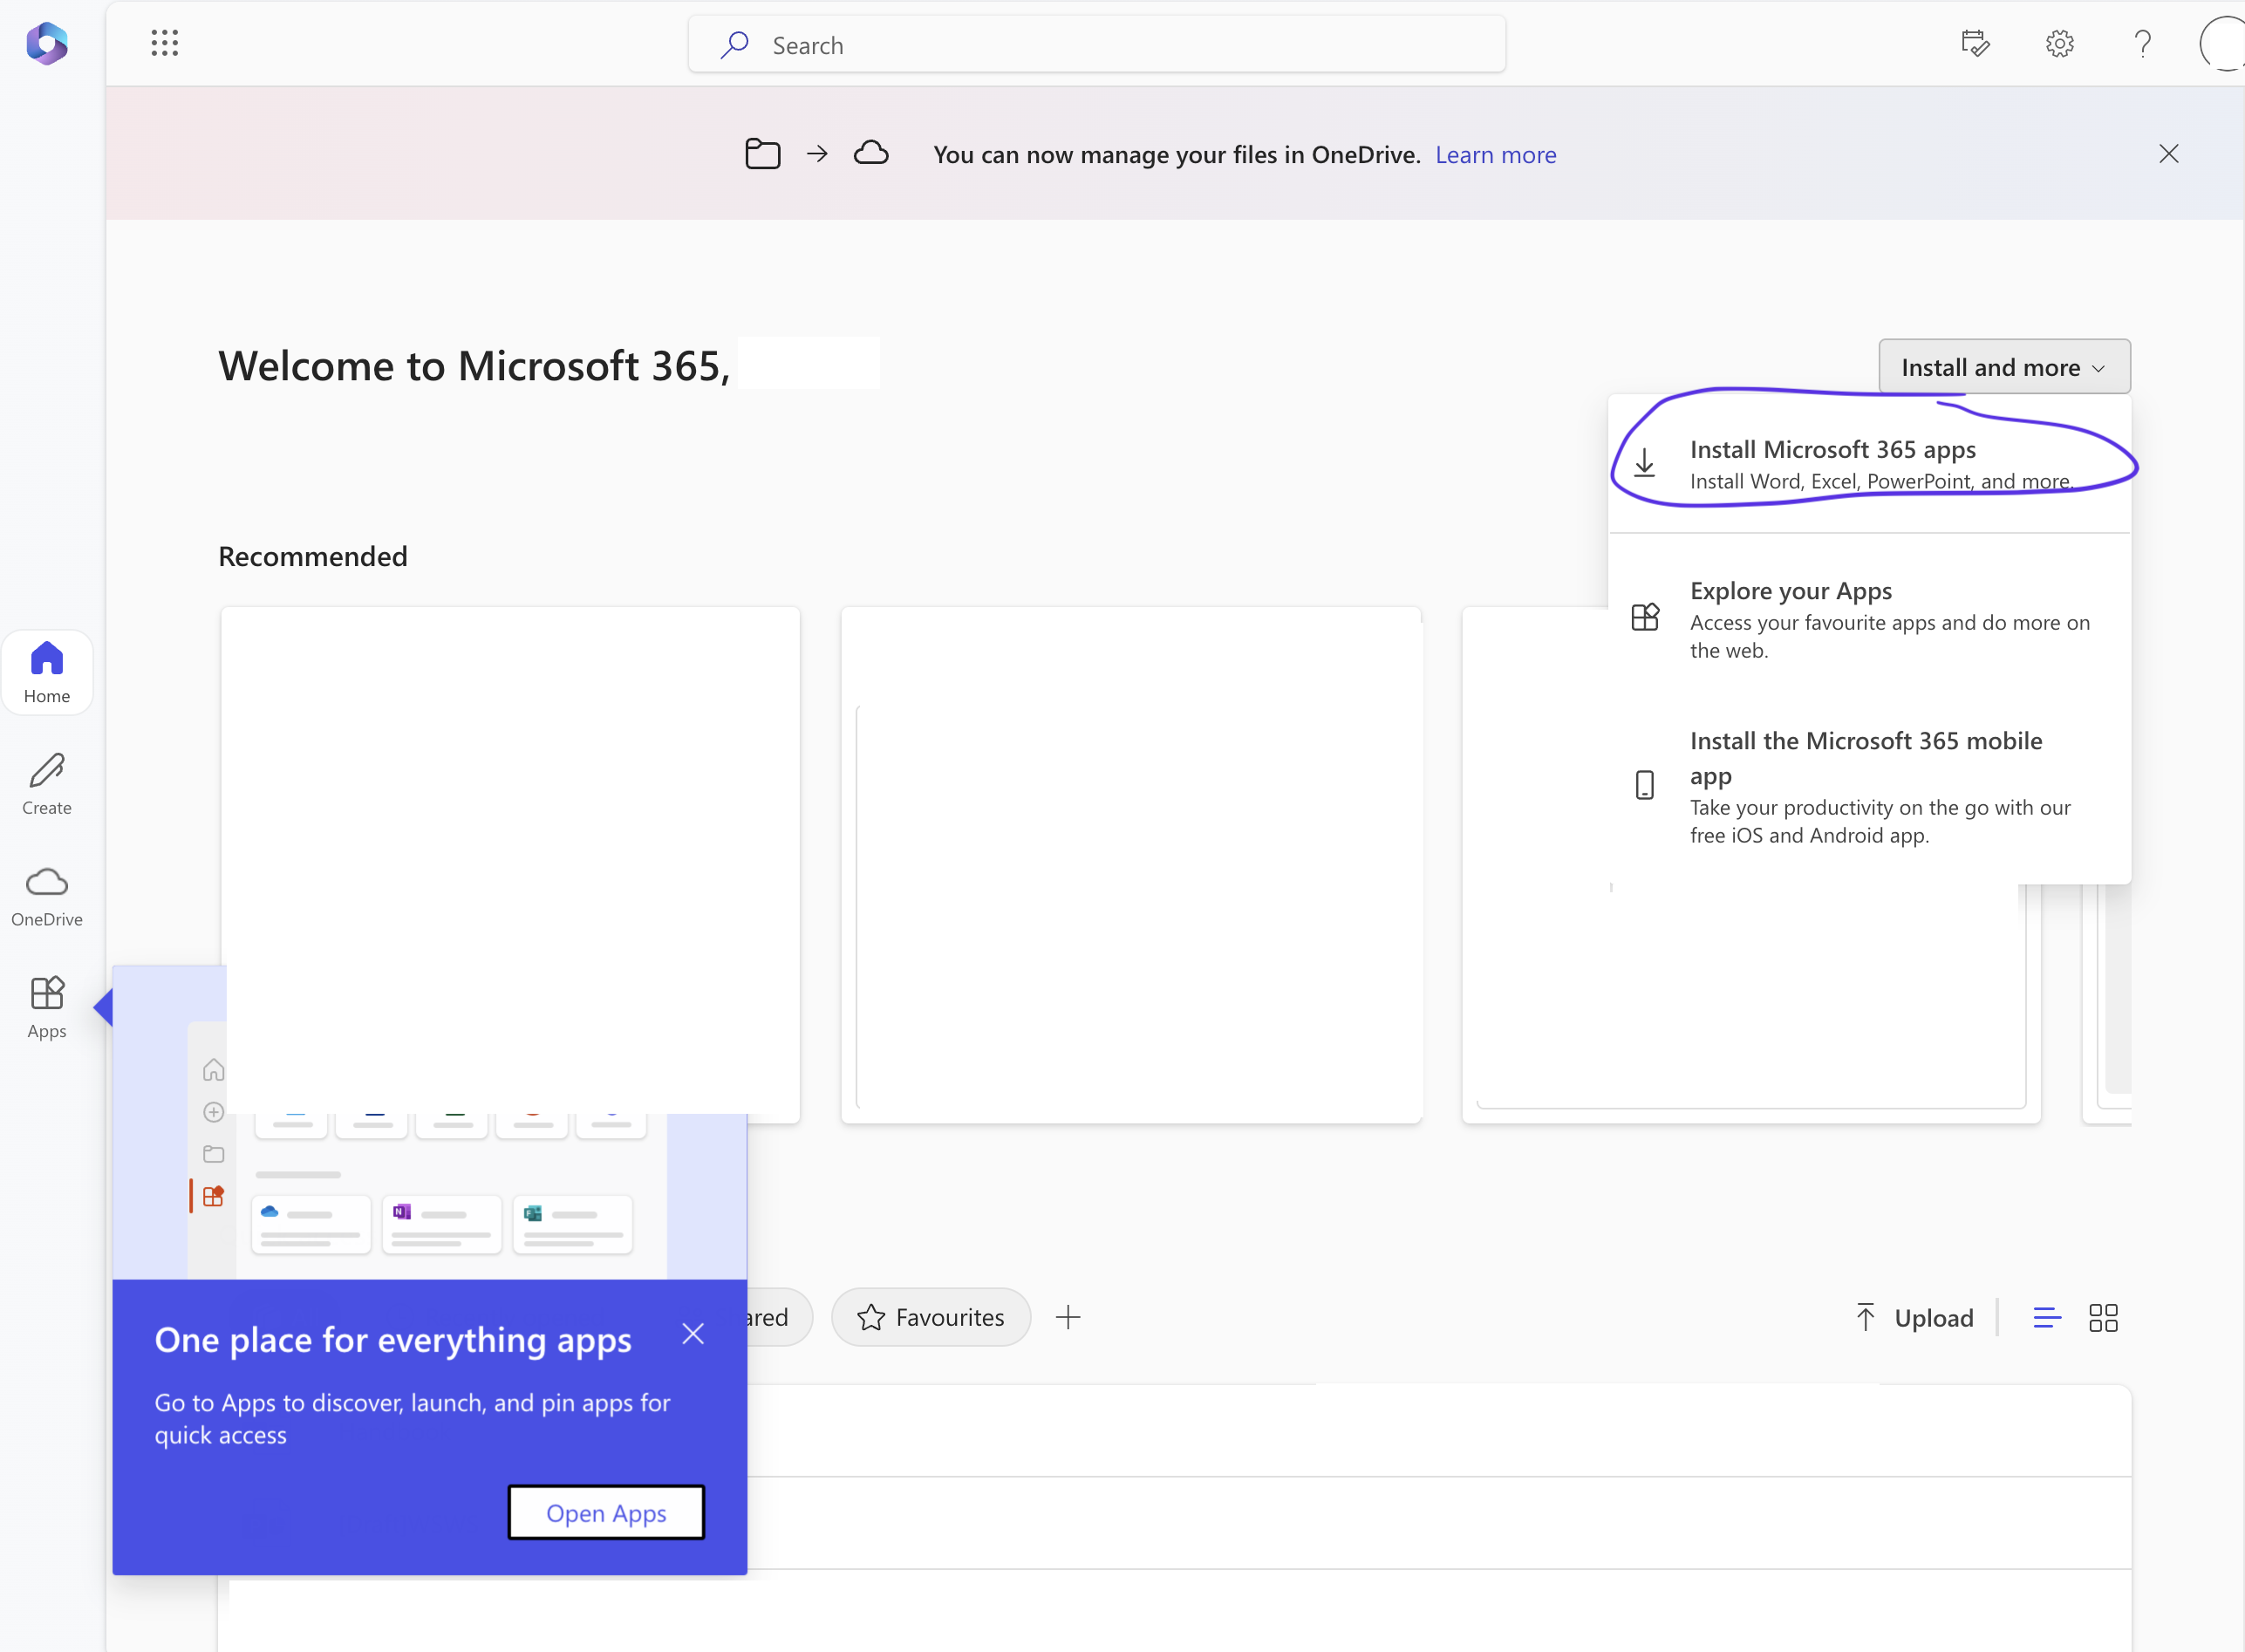 Search
You can now manage your files in OneDrive. Learn more
Welcome to Microsoft 365,
Install and more
Install Microsoft 365 apps
Install Word, Excel, PowerPoint, and more.
Explore your Apps
Access your favourite apps and do more on
the web.
Install the Microsoft 365 mobile
app
Take your productivity on the go with our
free iOS and Android app.
Recommended
Home
Create
OneDrive
Apps
ared
Favourites
Upload
One place for everything apps
Go to Apps to discover, launch, and pin apps for
quick access
Open Apps